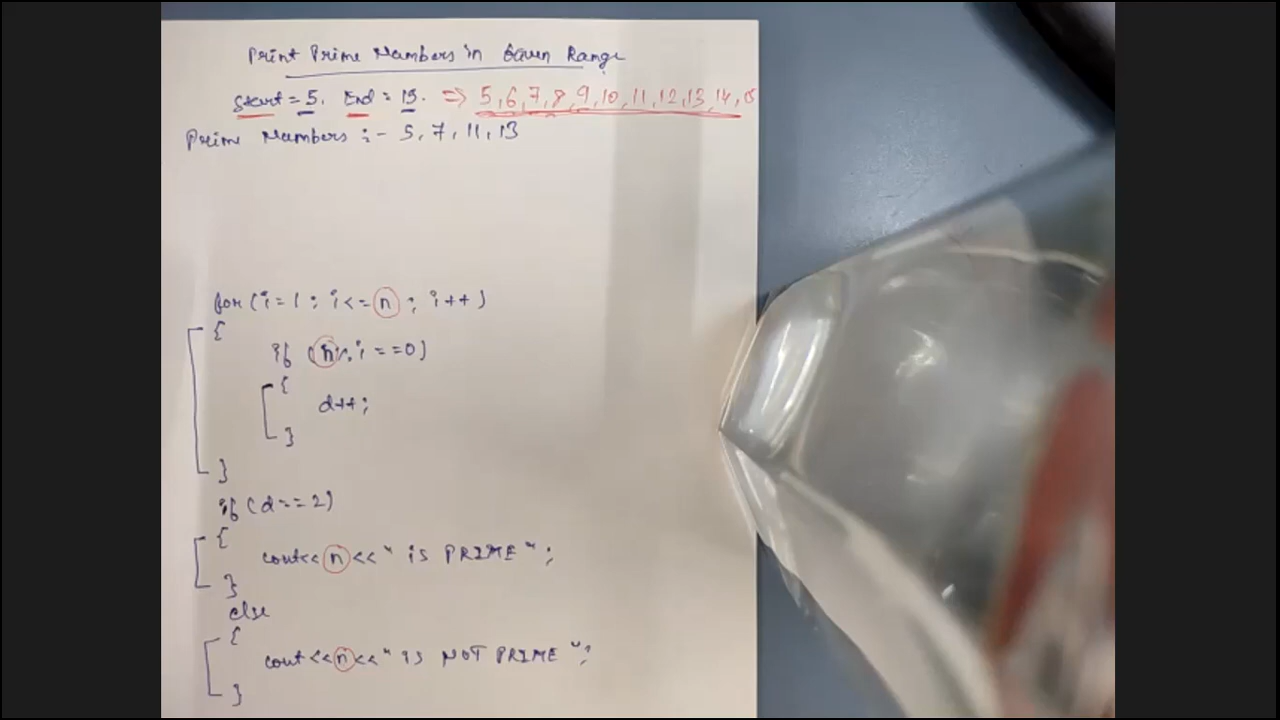 Print Prime Numbers in Given Range
Start = 5, End = 15. => 5, 6, 7, 8, 9, 10, 11, 12, 13, 14, 15
Prime Numbers :- 5, 7, 11, 13
for (i=1 ; i<=n ; i++)
{
if (n%i ==0)
{
d++;
}
}
if (d==2)
{
cout<<n<<" is PRIME ";
}
else
{
cout<<n<<" is NOT PRIME ";
}